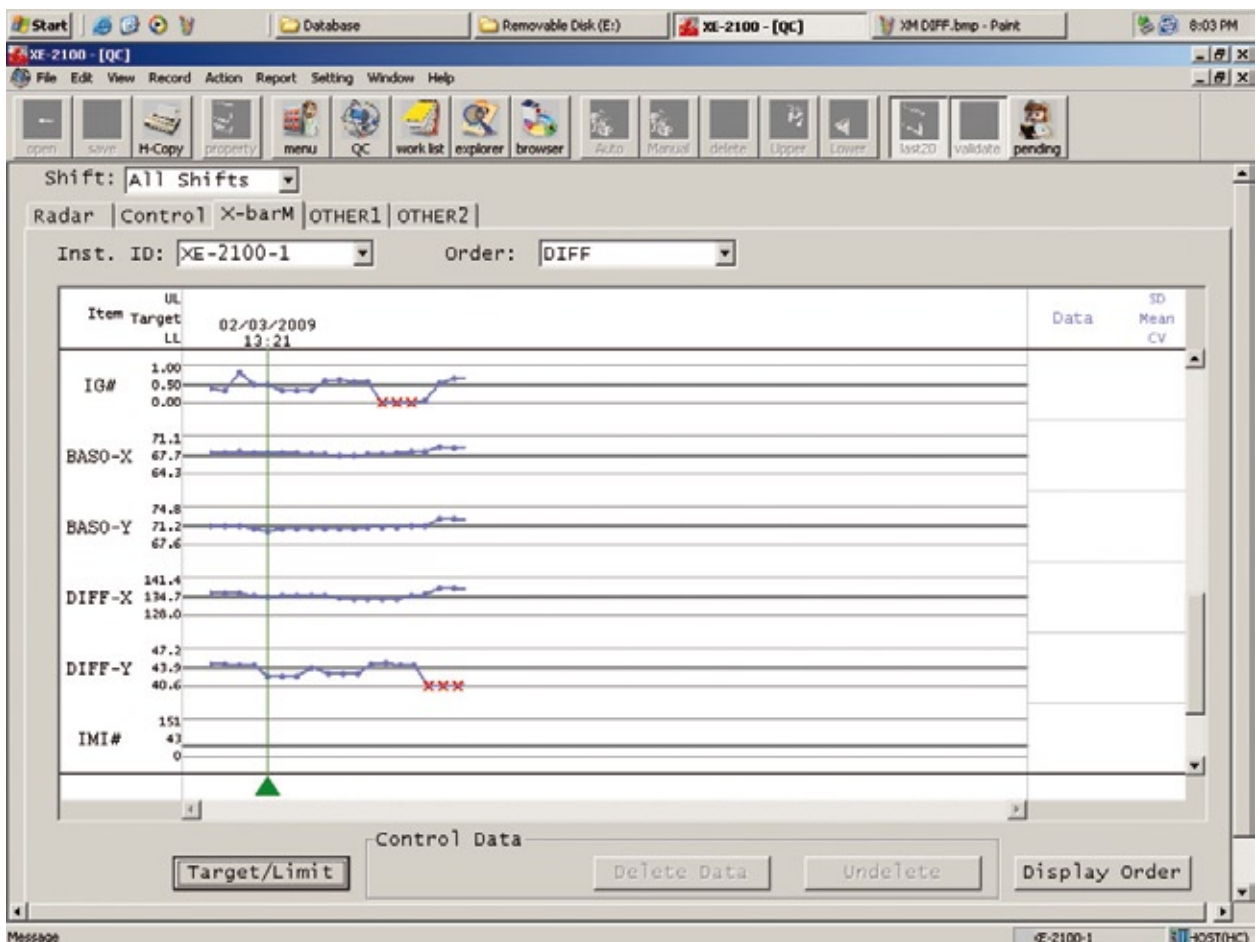 Start Database Removable Disk (E:) XE-2100 - [QC] XM DIFF.bmp - Paint 8:03 PM
XE-2100 - [QC]
File Edit View Record Action Report Setting Window Help
open save H-Copy property menu QC work list explorer browser Auto Manual delete Upper Lower last20 validate pending
Shift: All Shifts
Radar Control X-barM OTHER1 OTHER2
Inst. ID: XE-2100-1 Order: DIFF
UL SD
Item Target 02/03/2009 Data Mean
LL 13:21 CV
1.00
IG# 0.50
0.00
71.1
BASO-X 67.7
64.3
74.8
BASO-Y 71.2
67.6
141.4
DIFF-X 134.7
128.0
47.2
DIFF-Y 43.9
40.6
151
IMI# 43
0
Control Data
Target/Limit Delete Data Undelete Display Order
Message XE-2100-1 HOST(HC)